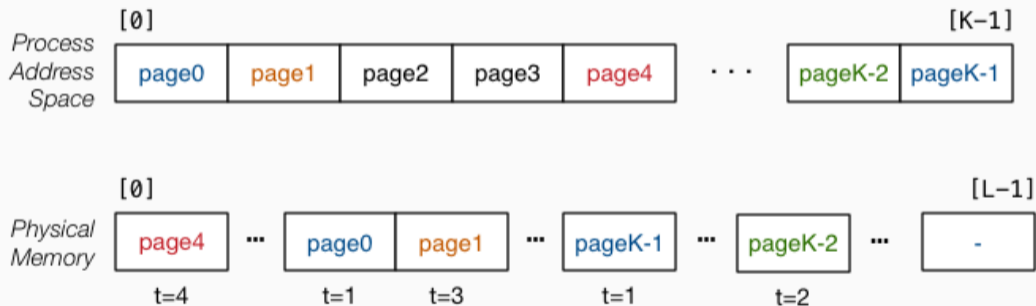 [0] [K-1]
Process
Address
Space
page0 page1 page2 page3 page4 · · · pageK-2 pageK-1
[0] [L-1]
Physical
Memory
page4 ··· page0 page1 ··· pageK-1 ··· pageK-2 ··· -
t=4 t=1 t=3 t=1 t=2